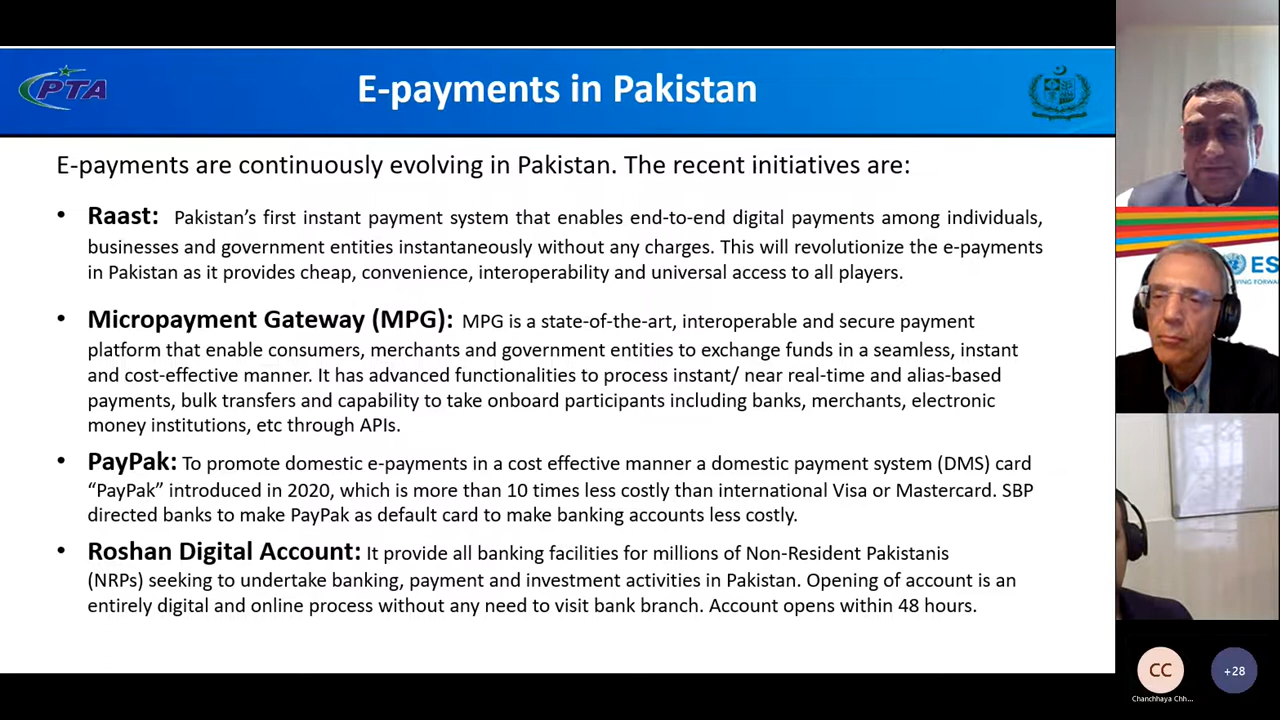 PTA
E-payments in Pakistan
E-payments are continuously evolving in Pakistan. The recent initiatives are:
• Raast: Pakistan’s first instant payment system that enables end-to-end digital payments among individuals,
businesses and government entities instantaneously without any charges. This will revolutionize the e-payments
in Pakistan as it provides cheap, convenience, interoperability and universal access to all players.
• Micropayment Gateway (MPG): MPG is a state-of-the-art, interoperable and secure payment
platform that enable consumers, merchants and government entities to exchange funds in a seamless, instant
and cost-effective manner. It has advanced functionalities to process instant/ near real-time and alias-based
payments, bulk transfers and capability to take onboard participants including banks, merchants, electronic
money institutions, etc through APIs.
• PayPak: To promote domestic e-payments in a cost effective manner a domestic payment system (DMS) card
“PayPak” introduced in 2020, which is more than 10 times less costly than international Visa or Mastercard. SBP
directed banks to make PayPak as default card to make banking accounts less costly.
• Roshan Digital Account: It provide all banking facilities for millions of Non-Resident Pakistanis
(NRPs) seeking to undertake banking, payment and investment activities in Pakistan. Opening of account is an
entirely digital and online process without any need to visit bank branch. Account opens within 48 hours.
ES
CC
+28
Chanchhaya Chh...